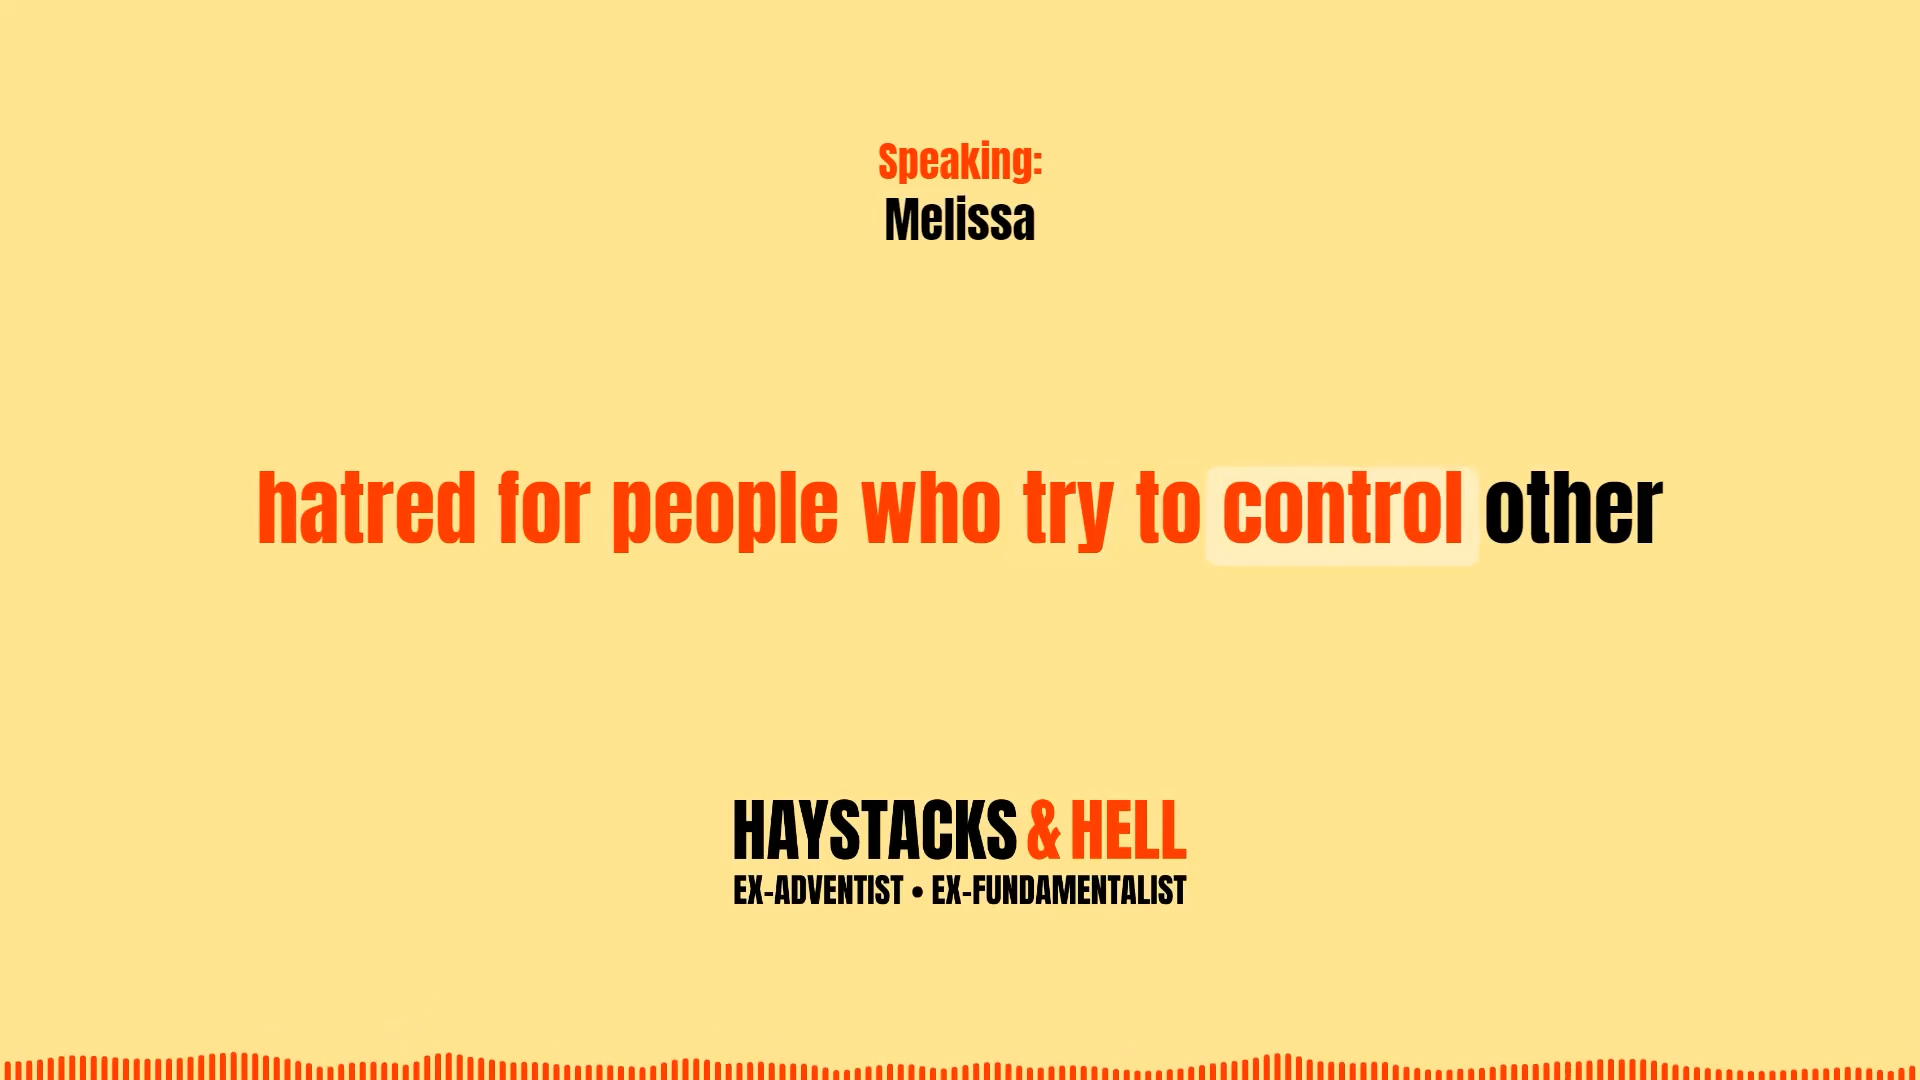 Speaking:
Melissa
hatred for people who try to control other
HAYSTACKS & HELL
EX-ADVENTIST • EX-FUNDAMENTALIST